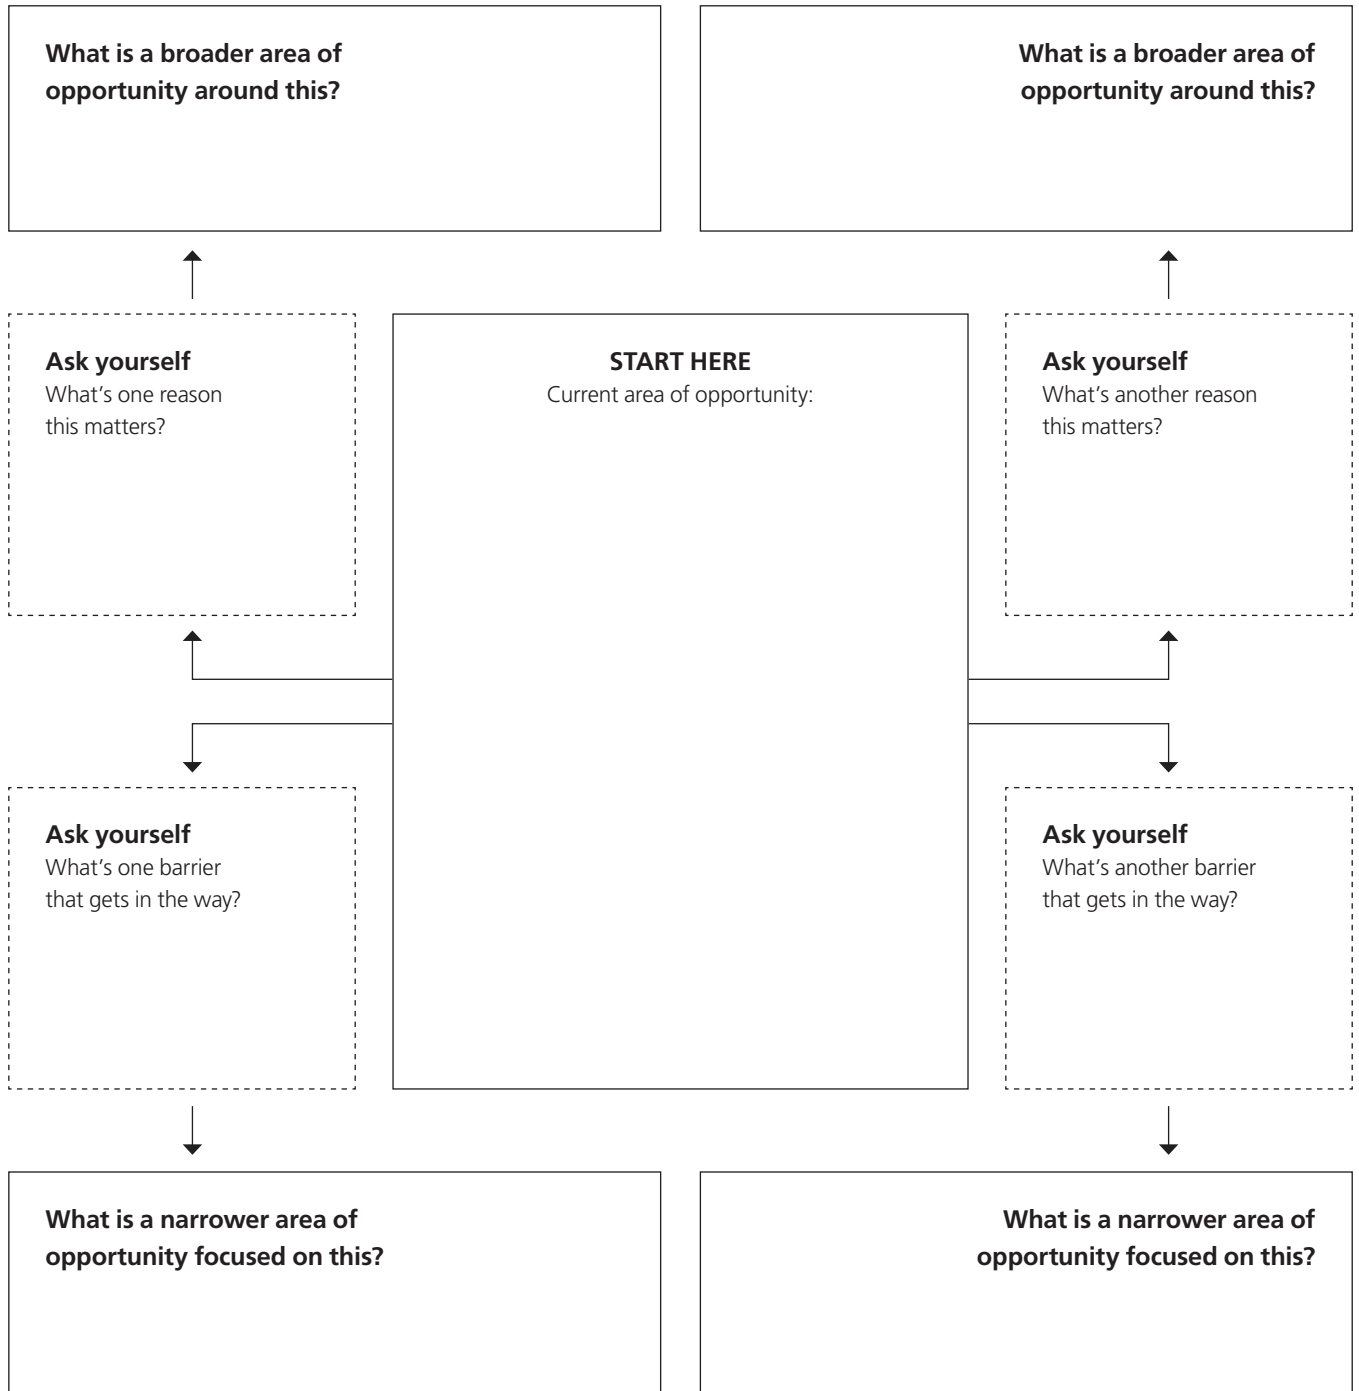 What is a broader area of
opportunity around this?
What is a broader area of
opportunity around this?
Ask yourself
What's one reason
this matters?
START HERE
Current area of opportunity:
Ask yourself
What's another reason
this matters?
Ask yourself
What's one barrier
that gets in the way?
Ask yourself
What's another barrier
that gets in the way?
What is a narrower area of
opportunity focused on this?
What is a narrower area of
opportunity focused on this?